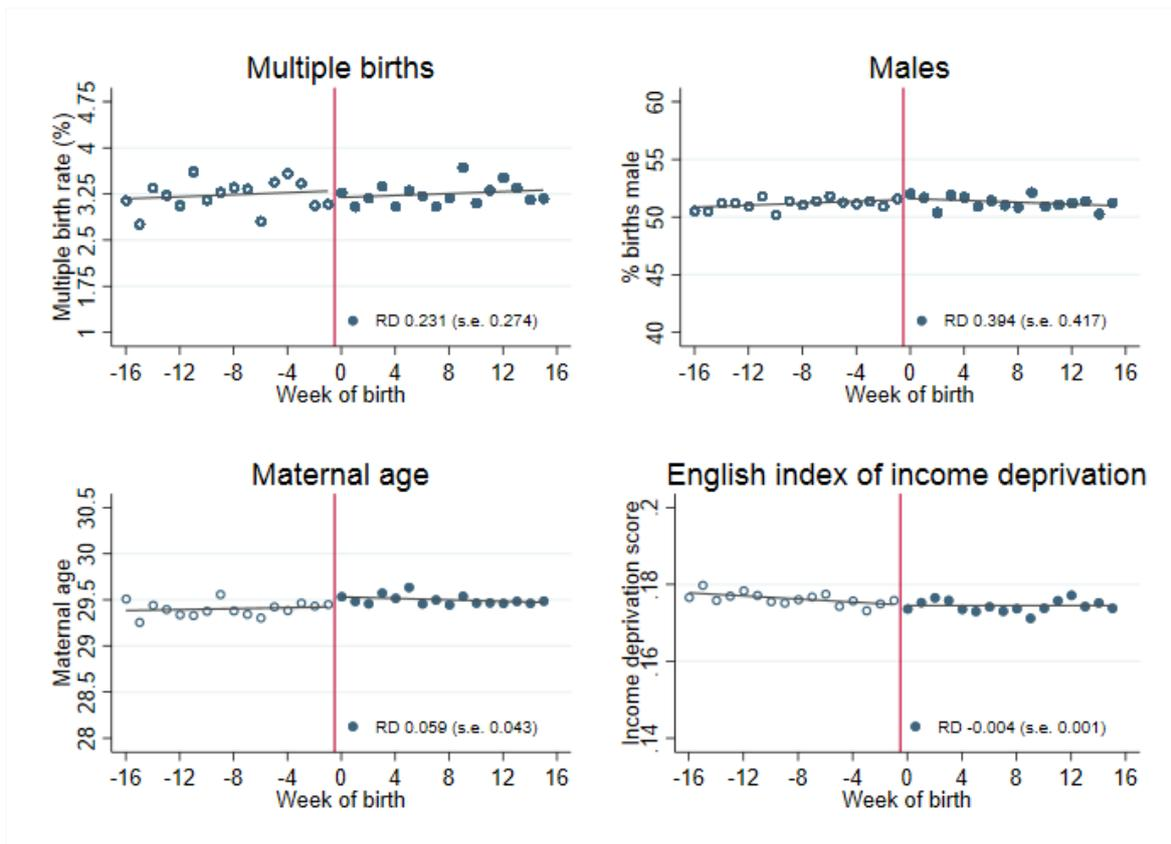 Multiple births
Multiple birth rate (%)
1 1.75 2.5 3.25 4 4.75
RD 0.231 (s.e. 0.274)
-16 -12 -8 -4 0 4 8 12 16
Week of birth
Males
% births male
40 45 50 55 60
RD 0.394 (s.e. 0.417)
-16 -12 -8 -4 0 4 8 12 16
Week of birth
Maternal age
Maternal age
28 28.5 29 29.5 30 30.5
RD 0.059 (s.e. 0.043)
-16 -12 -8 -4 0 4 8 12 16
Week of birth
English index of income deprivation
Income deprivation score
.14 .16 .18 .2
RD -0.004 (s.e. 0.001)
-16 -12 -8 -4 0 4 8 12 16
Week of birth